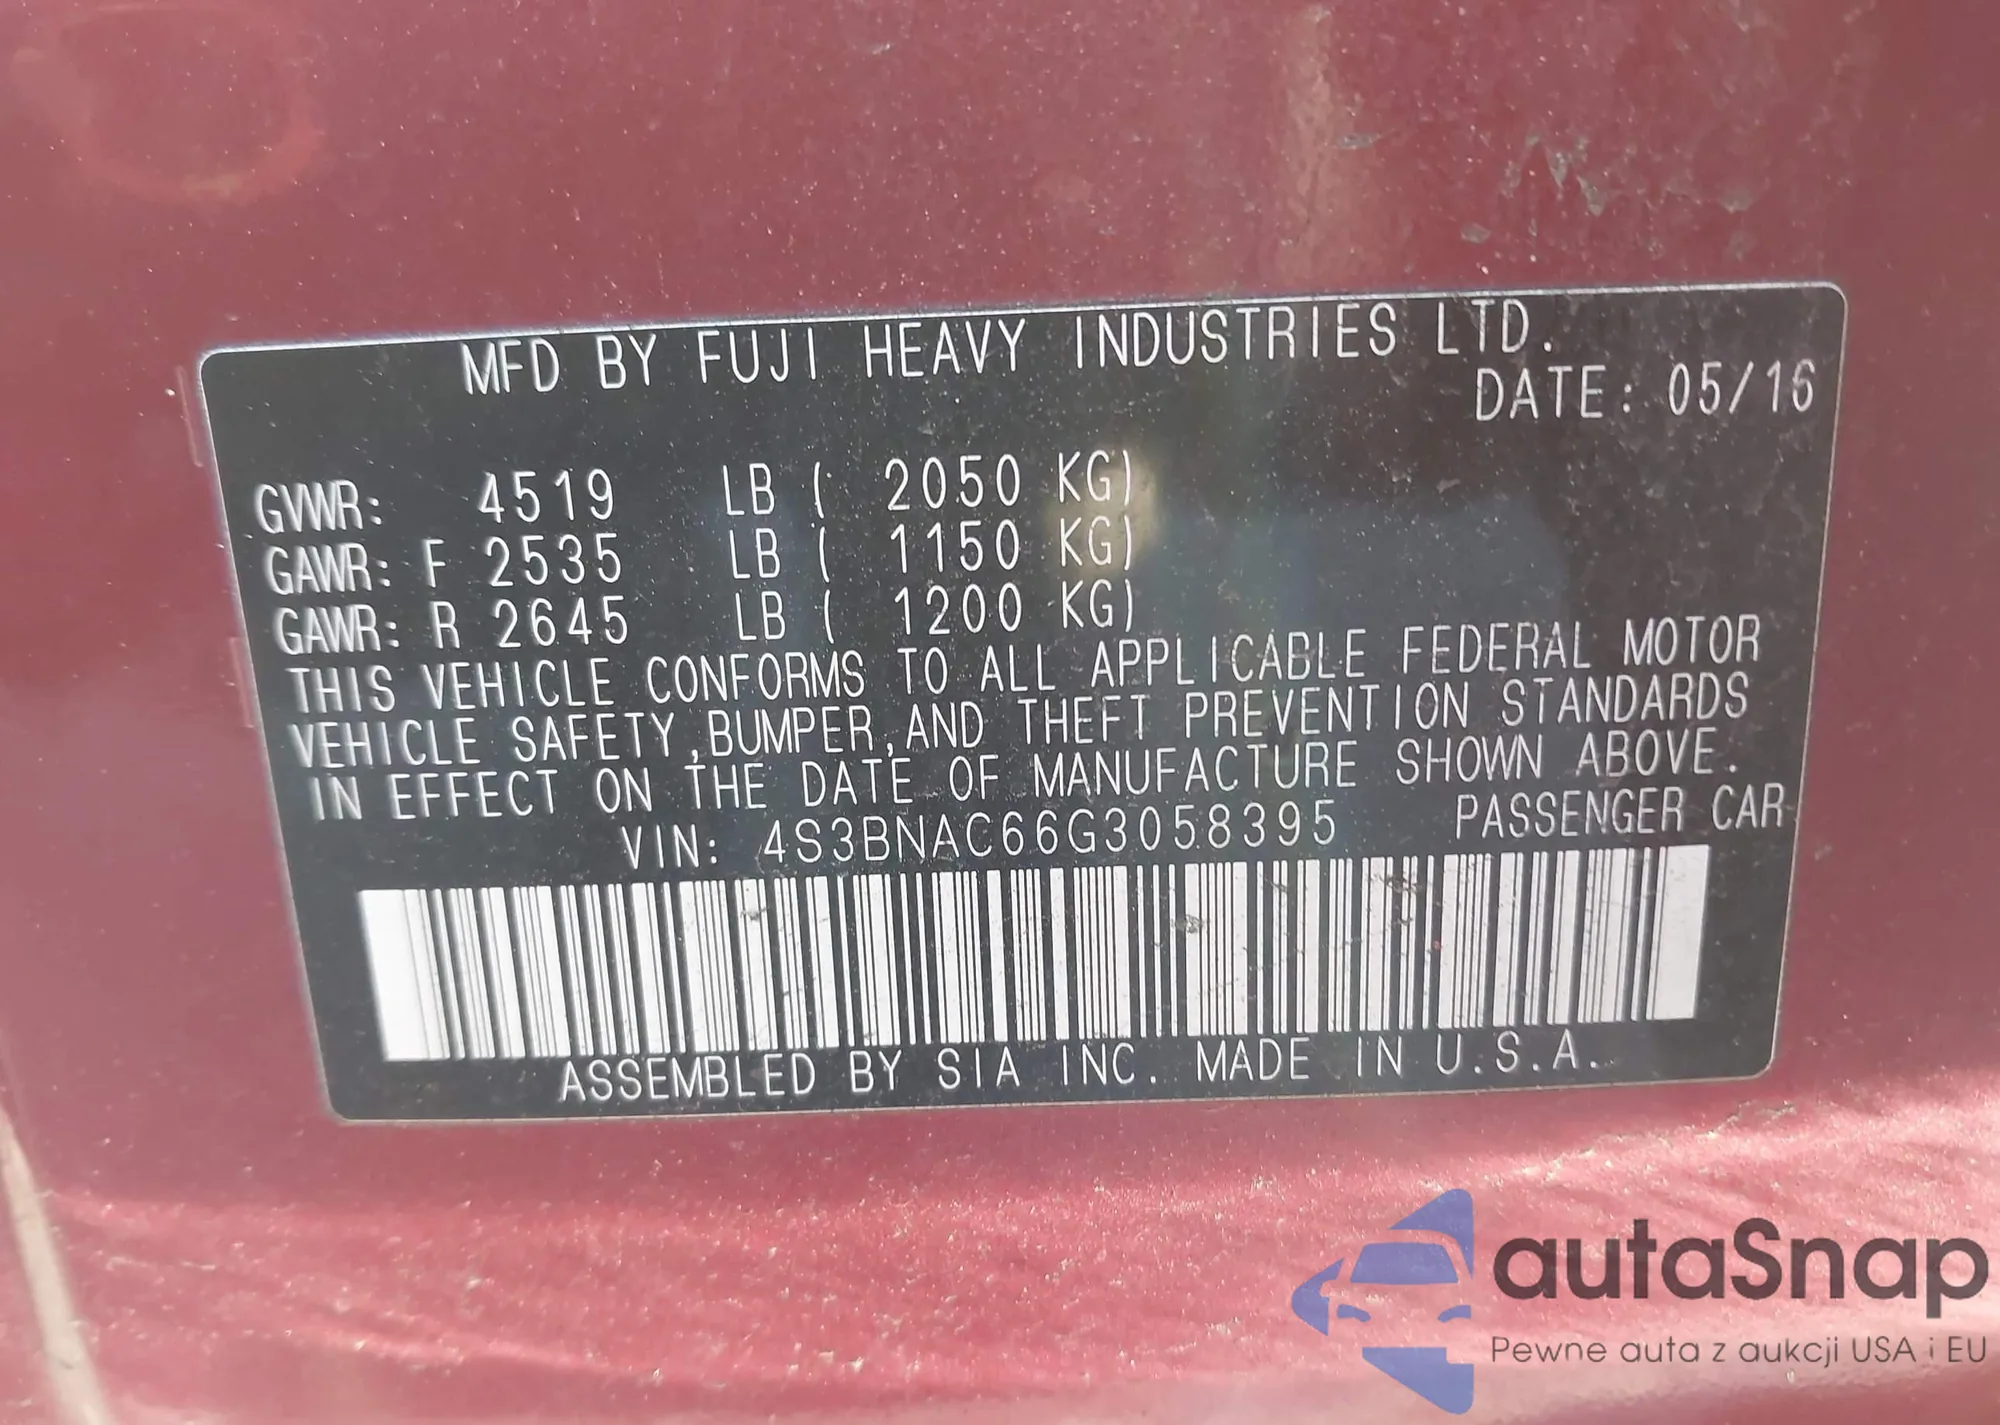 MFD BY FUJI HEAVY INDUSTRIES LTD.
DATE: 05/16
GVWR: 4519 LB ( 2050 KG)
GAWR: F 2535 LB ( 1150 KG)
GAWR: R 2645 LB ( 1200 KG)
THIS VEHICLE CONFORMS TO ALL APPLICABLE FEDERAL MOTOR
VEHICLE SAFETY,BUMPER,AND THEFT PREVENTION STANDARDS
IN EFFECT ON THE DATE OF MANUFACTURE SHOWN ABOVE.
VIN: 4S3BNAC66G3058395 PASSENGER CAR
ASSEMBLED BY SIA INC. MADE IN U.S.A.
autaSnap
Pewne auta z aukcji USA i EU